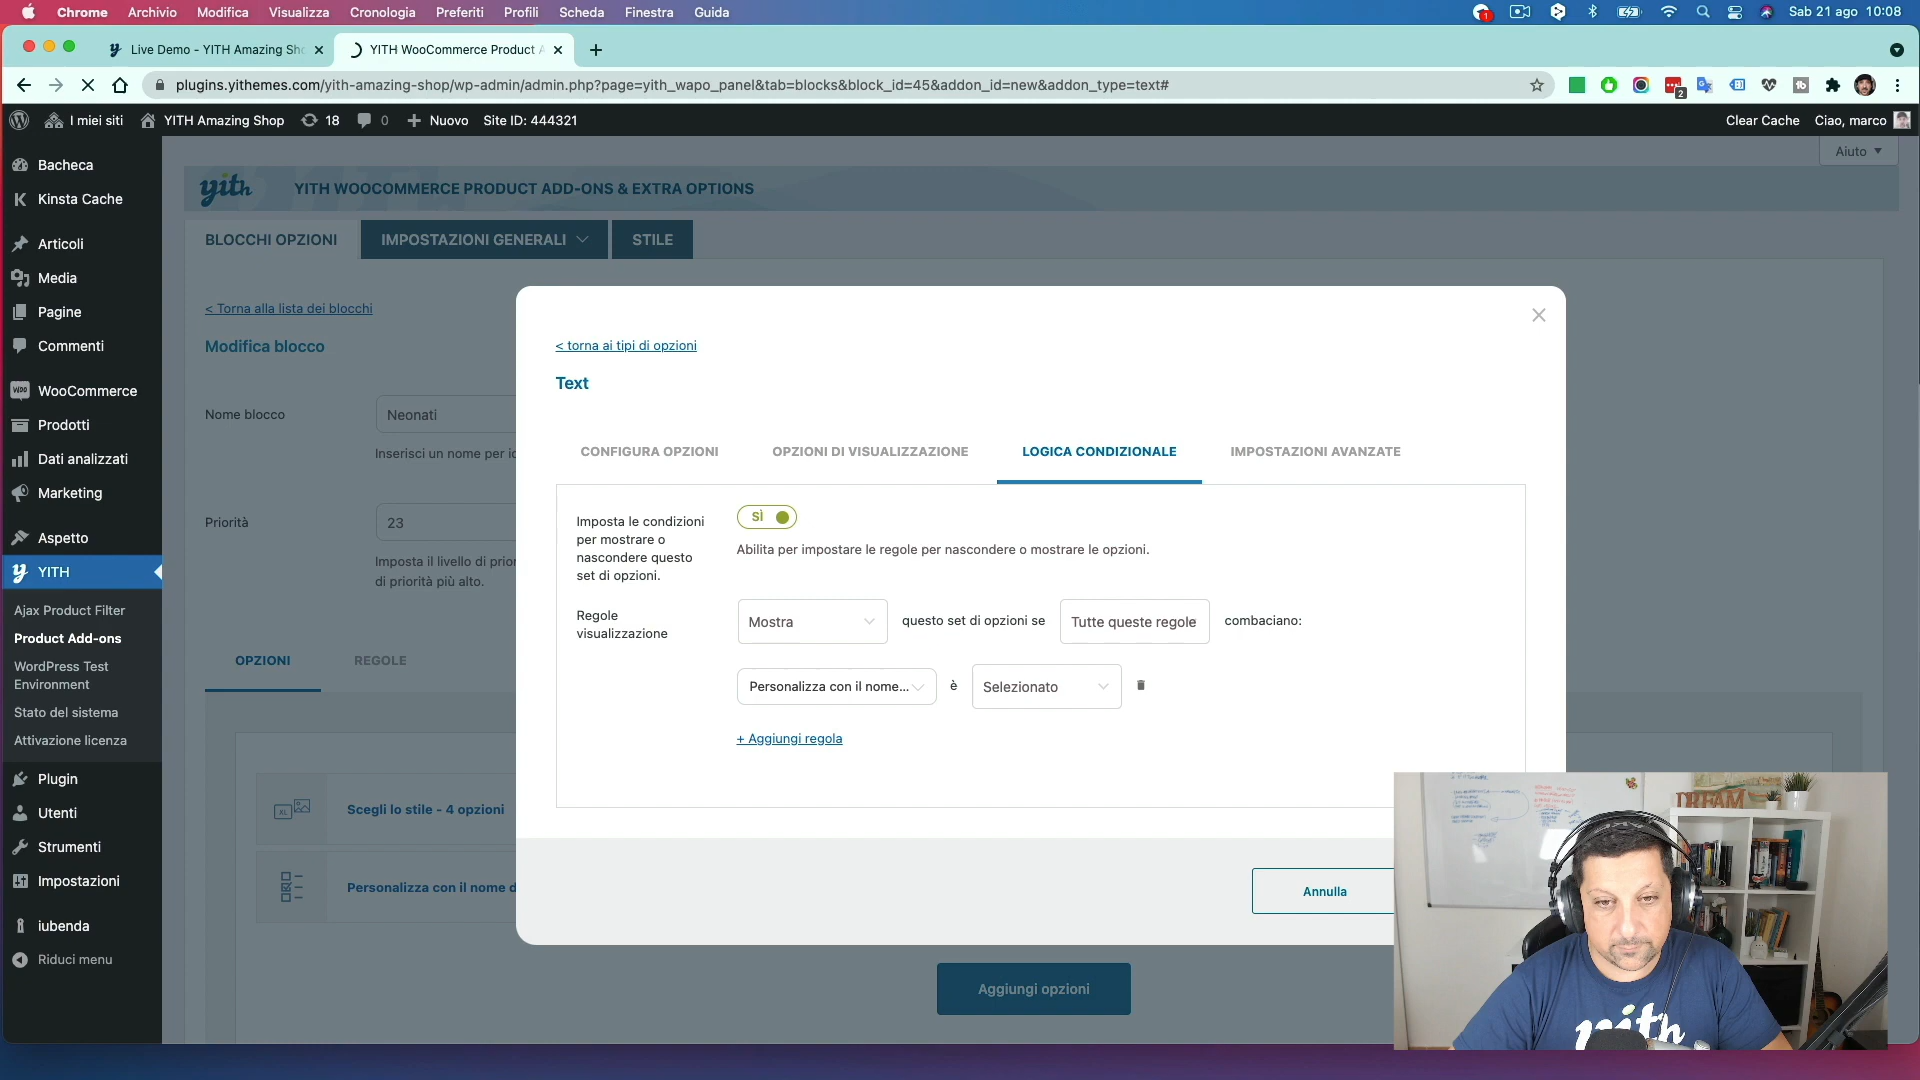 Chrome Archivio Modifica Visualizza Cronologia Preferiti Profili Scheda Finestra Guida
1
Sab 21 ago 10:08
Live Demo - YITH Amazing Sh
YITH WooCommerce Product A
plugins.yithemes.com/yith-amazing-shop/wp-admin/admin.php?page=yith_wapo_panel&tab=blocks&block_id=45&addon_id=new&addon_type=text#
2
I miei siti
YITH Amazing Shop
18
0
Nuovo
Site ID: 444321
Clear Cache
Ciao, marco
Aiuto
Bacheca
Kinsta Cache
Articoli
Media
Pagine
Commenti
WooCommerce
Prodotti
Dati analizzati
Marketing
Aspetto
YITH
Ajax Product Filter
Product Add-ons
WordPress Test
Environment
Stato del sistema
Attivazione licenza
Plugin
Utenti
Strumenti
Impostazioni
iubenda
Riduci menu
yith
YITH WOOCOMMERCE PRODUCT ADD-ONS & EXTRA OPTIONS
BLOCCHI OPZIONI
IMPOSTAZIONI GENERALI
STILE
< Torna alla lista dei blocchi
Modifica blocco
Nome blocco
Neonati
Inserisci un nome per
Priorità
23
Imposta il livello di
di priorità più alto.
OPZIONI
REGOLE
Scegli lo stile - 4 opzioni
Personalizza con il nome
Aggiungi opzioni
< torna ai tipi di opzioni
Text
CONFIGURA OPZIONI
OPZIONI DI VISUALIZZAZIONE
LOGICA CONDIZIONALE
IMPOSTAZIONI AVANZATE
Imposta le condizioni
per mostrare o
nascondere questo
set di opzioni.
SÌ
Abilita per impostare le regole per nascondere o mostrare le opzioni.
Regole
visualizzazione
Mostra
questo set di opzioni se
Tutte queste regole
combaciano:
Personalizza con il nome...
è
Selezionato
+ Aggiungi regola
Annulla
DREAM
yith